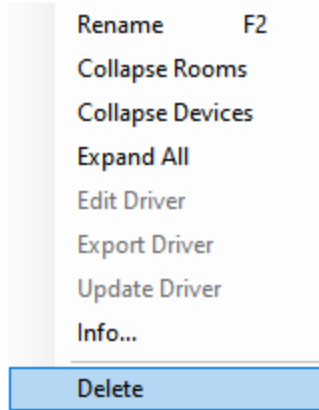 Rename F2
Collapse Rooms
Collapse Devices
Expand All
Edit Driver
Export Driver
Update Driver
Info...
Delete